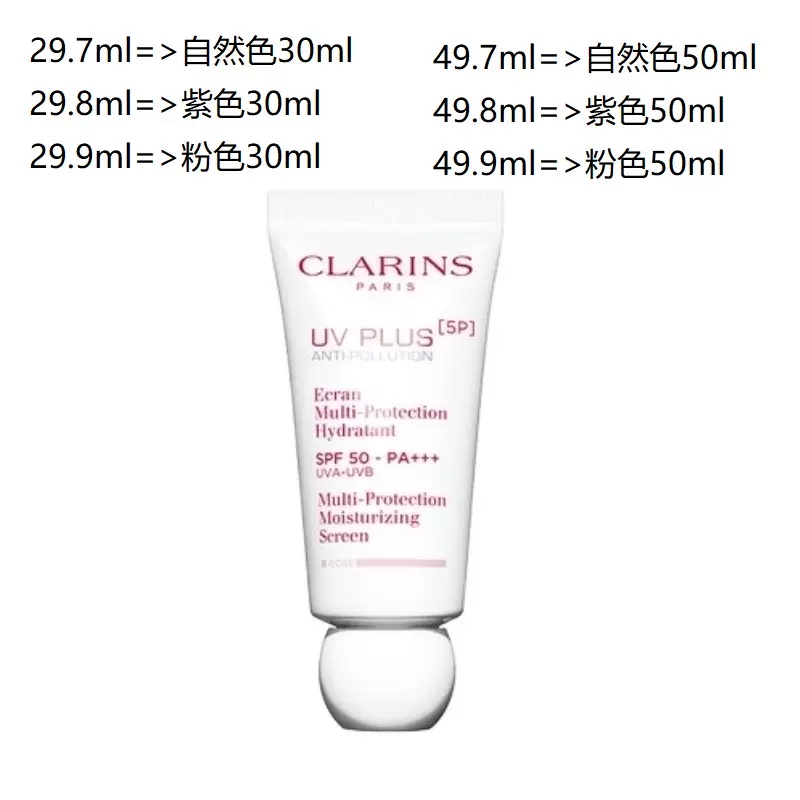 29.7ml=>自然色30ml
29.8ml=>紫色30ml
29.9ml=>粉色30ml
49.7ml=>自然色50ml
49.8ml=>紫色50ml
49.9ml=>粉色50ml
CLARINS
PARIS
UV PLUS [5P]
ANTI-POLLUTION
Ecran
Multi-Protection
Hydratant
SPF 50 - PA+++
UVA-UVB
Multi-Protection
Moisturizing
Screen